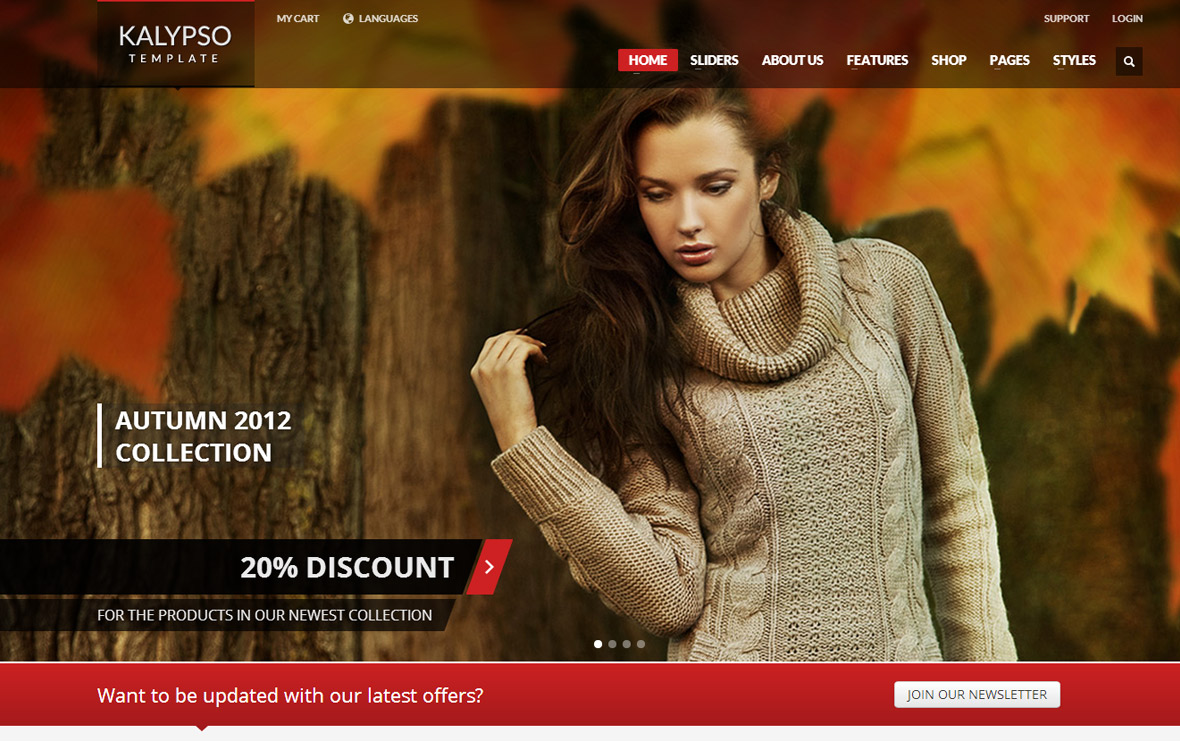 KALYPSO
TEMPLATE
MY CART
LANGUAGES
SUPPORT
LOGIN
HOME
SLIDERS
ABOUT US
FEATURES
SHOP
PAGES
STYLES
AUTUMN 2012
COLLECTION
20% DISCOUNT
FOR THE PRODUCTS IN OUR NEWEST COLLECTION
Want to be updated with our latest offers?
JOIN OUR NEWSLETTER